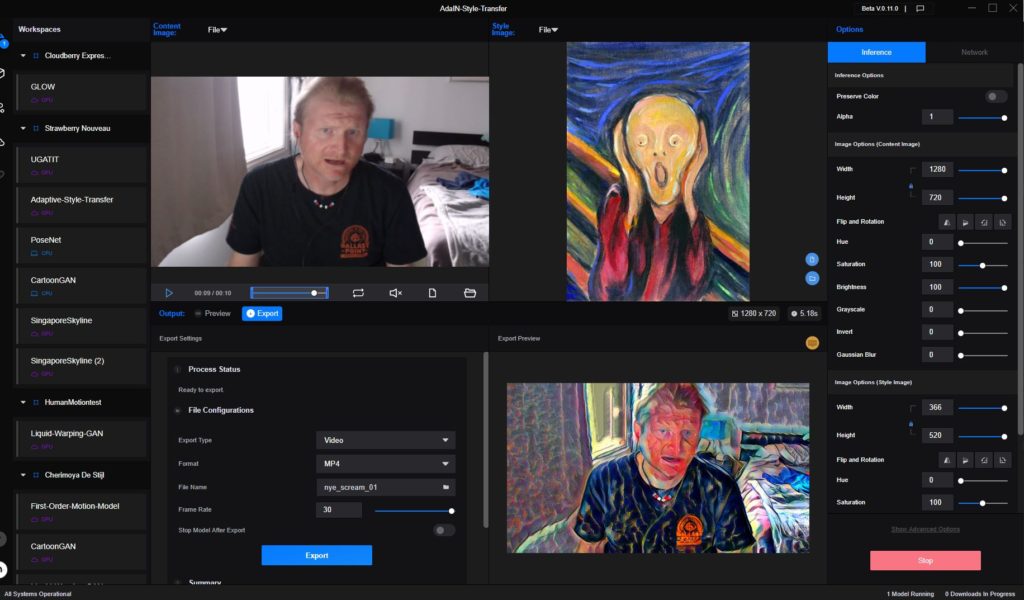 AdaIN-Style-Transfer
Beta V.0.11.0
Workspaces
Cloudberry Expres...
GLOW
GPU
Strawberry Nouveau
UGATIT
GPU
Adaptive-Style-Transfer
GPU
PoseNet
CPU
CartoonGAN
CPU
SingaporeSkyline
GPU
SingaporeSkyline (2)
GPU
HumanMotiontest
Liquid-Warping-GAN
GPU
Cherimoya De Stijl
First-Order-Motion-Model
GPU
CartoonGAN
GPU
Content
Image:
File
BALLAST
POINT
00:09 / 00:10
Style
Image:
File
Output:
Preview
Export
1280 x 720
5.18s
Export Settings
Process Status
Ready to export
File Configurations
Export Type
Video
Format
MP4
File Name
nye_scream_01
Frame Rate
30
Stop Model After Export
Export
Summary
Export Preview
Options
Inference
Network
Inference Options
Preserve Color
Alpha
1
Image Options (Content Image)
Width
1280
Height
720
Flip and Rotation
Hue
0
Saturation
100
Brightness
100
Grayscale
0
Invert
0
Gaussian Blur
0
Image Options (Style Image)
Width
366
Height
520
Flip and Rotation
Hue
0
Saturation
100
Show Advanced Options
Stop
All Systems Operational
1 Model Running
0 Downloads In Progress